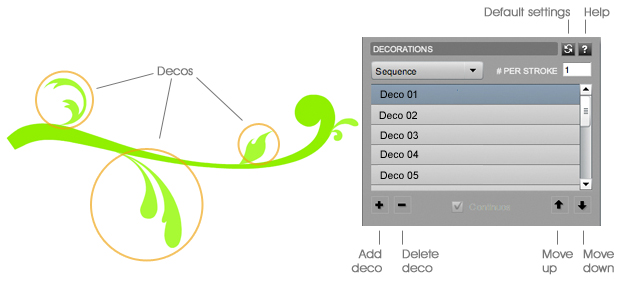 Default settings
Help
DECORATIONS
?
Sequence
# PER STROKE 1
Decos
Deco 01
Deco 02
Deco 03
Deco 04
Deco 05
Continue
Add
deco
Delete
deco
Move
up
Move
down